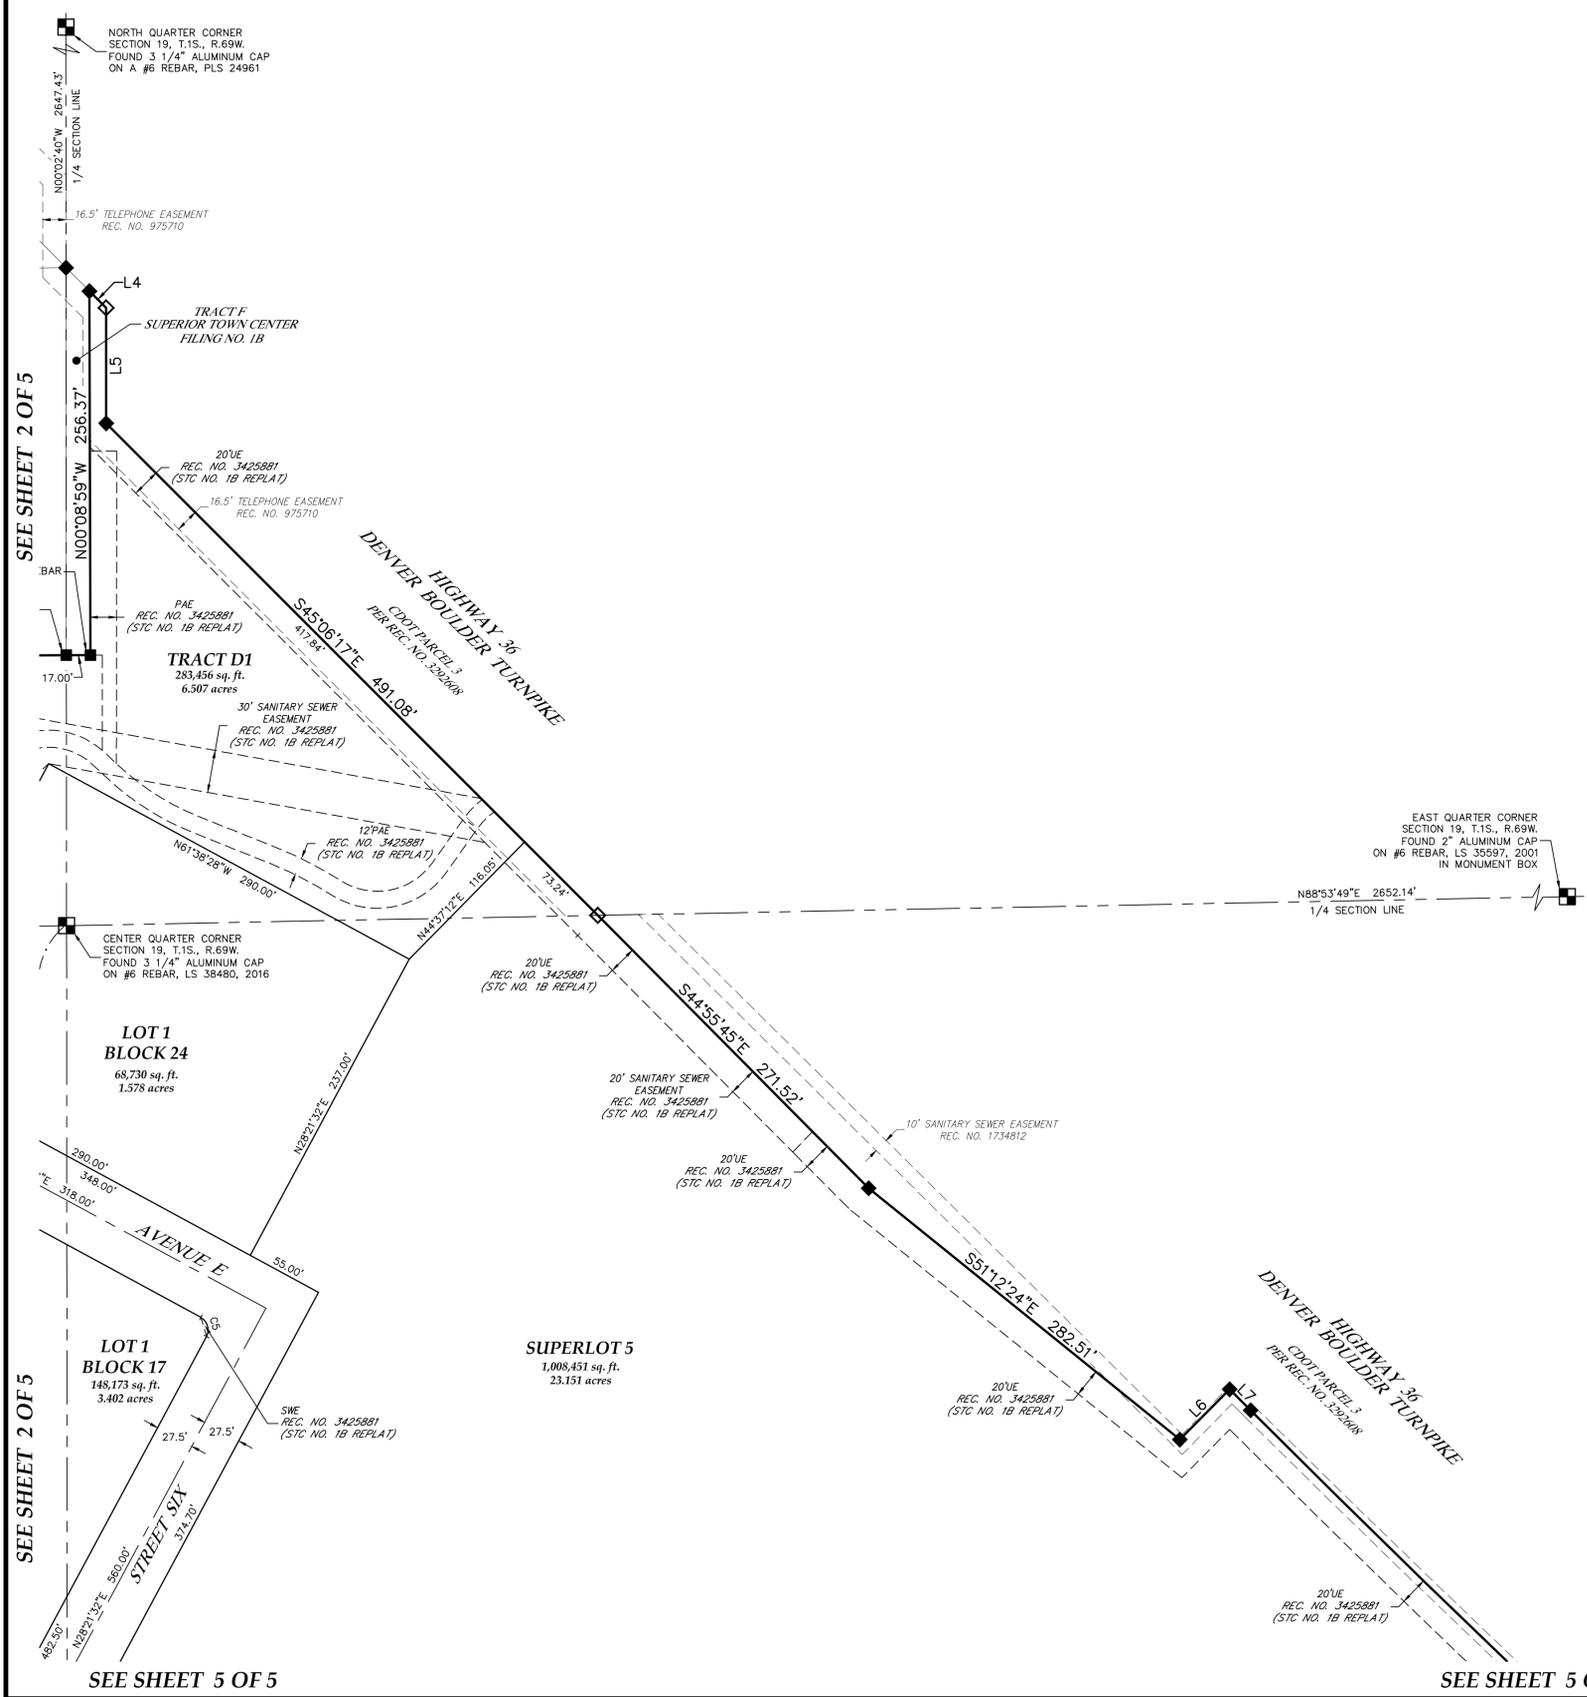 NORTH QUARTER CORNER
SECTION 19, T.1S., R.69W.
FOUND 3 1/4" ALUMINUM CAP
ON A #6 REBAR, PLS 24961
N00°02'40"W 2647.43'
1/4 SECTION LINE
16.5' TELEPHONE EASEMENT
REC. NO. 975710
L4
TRACT F
SUPERIOR TOWN CENTER
FILING NO. 1B
L5
SEE SHEET 2 OF 5
N00°08'59"W 256.37'
20'UE
REC. NO. 3425881
(STC NO. 1B REPLAT)
16.5' TELEPHONE EASEMENT
REC. NO. 975710
HIGHWAY 36
DENVER BOULDER TURNPIKE
CDOT PARCEL 3
PER REC. NO. 3292608
BAR
PAE
REC. NO. 3425881
(STC NO. 1B REPLAT)
S45°06'17"E 491.08'
417.84'
17.00'
TRACT D1
283,456 sq. ft.
6.507 acres
30' SANITARY SEWER
EASEMENT
REC. NO. 3425881
(STC NO. 1B REPLAT)
12'PAE
REC. NO. 3425881
(STC NO. 1B REPLAT)
N61°38'28"W 290.00'
N44°37'12"E 116.05'
73.24'
EAST QUARTER CORNER
SECTION 19, T.1S., R.69W.
FOUND 2" ALUMINUM CAP
ON #6 REBAR, LS 35597, 2001
IN MONUMENT BOX
N88°53'49"E 2652.14'
1/4 SECTION LINE
CENTER QUARTER CORNER
SECTION 19, T.1S., R.69W.
FOUND 3 1/4" ALUMINUM CAP
ON #6 REBAR, LS 38480, 2016
20'UE
REC. NO. 3425881
(STC NO. 1B REPLAT)
S44°55'45"E 271.52'
LOT 1
BLOCK 24
68,730 sq. ft.
1.578 acres
N28°21'32"E 237.00'
20' SANITARY SEWER
EASEMENT
REC. NO. 3425881
(STC NO. 1B REPLAT)
10' SANITARY SEWER EASEMENT
REC. NO. 1734812
20'UE
REC. NO. 3425881
(STC NO. 1B REPLAT)
290.00'
348.00'
"E 318.00'
AVENUE E
55.00'
S51°12'24"E 282.51'
HIGHWAY 36
DENVER BOULDER TURNPIKE
CDOT PARCEL 3
PER REC. NO. 3292608
C5
LOT 1
BLOCK 17
148,173 sq. ft.
3.402 acres
SUPERLOT 5
1,008,451 sq. ft.
23.151 acres
20'UE
REC. NO. 3425881
(STC NO. 1B REPLAT)
L6
L7
SWE
REC. NO. 3425881
(STC NO. 1B REPLAT)
27.5'
27.5'
SEE SHEET 2 OF 5
STREET SIX
374.70'
N28°21'32"E 560.00'
482.50'
20'UE
REC. NO. 3425881
(STC NO. 1B REPLAT)
SEE SHEET 5 OF 5
SEE SHEET 5